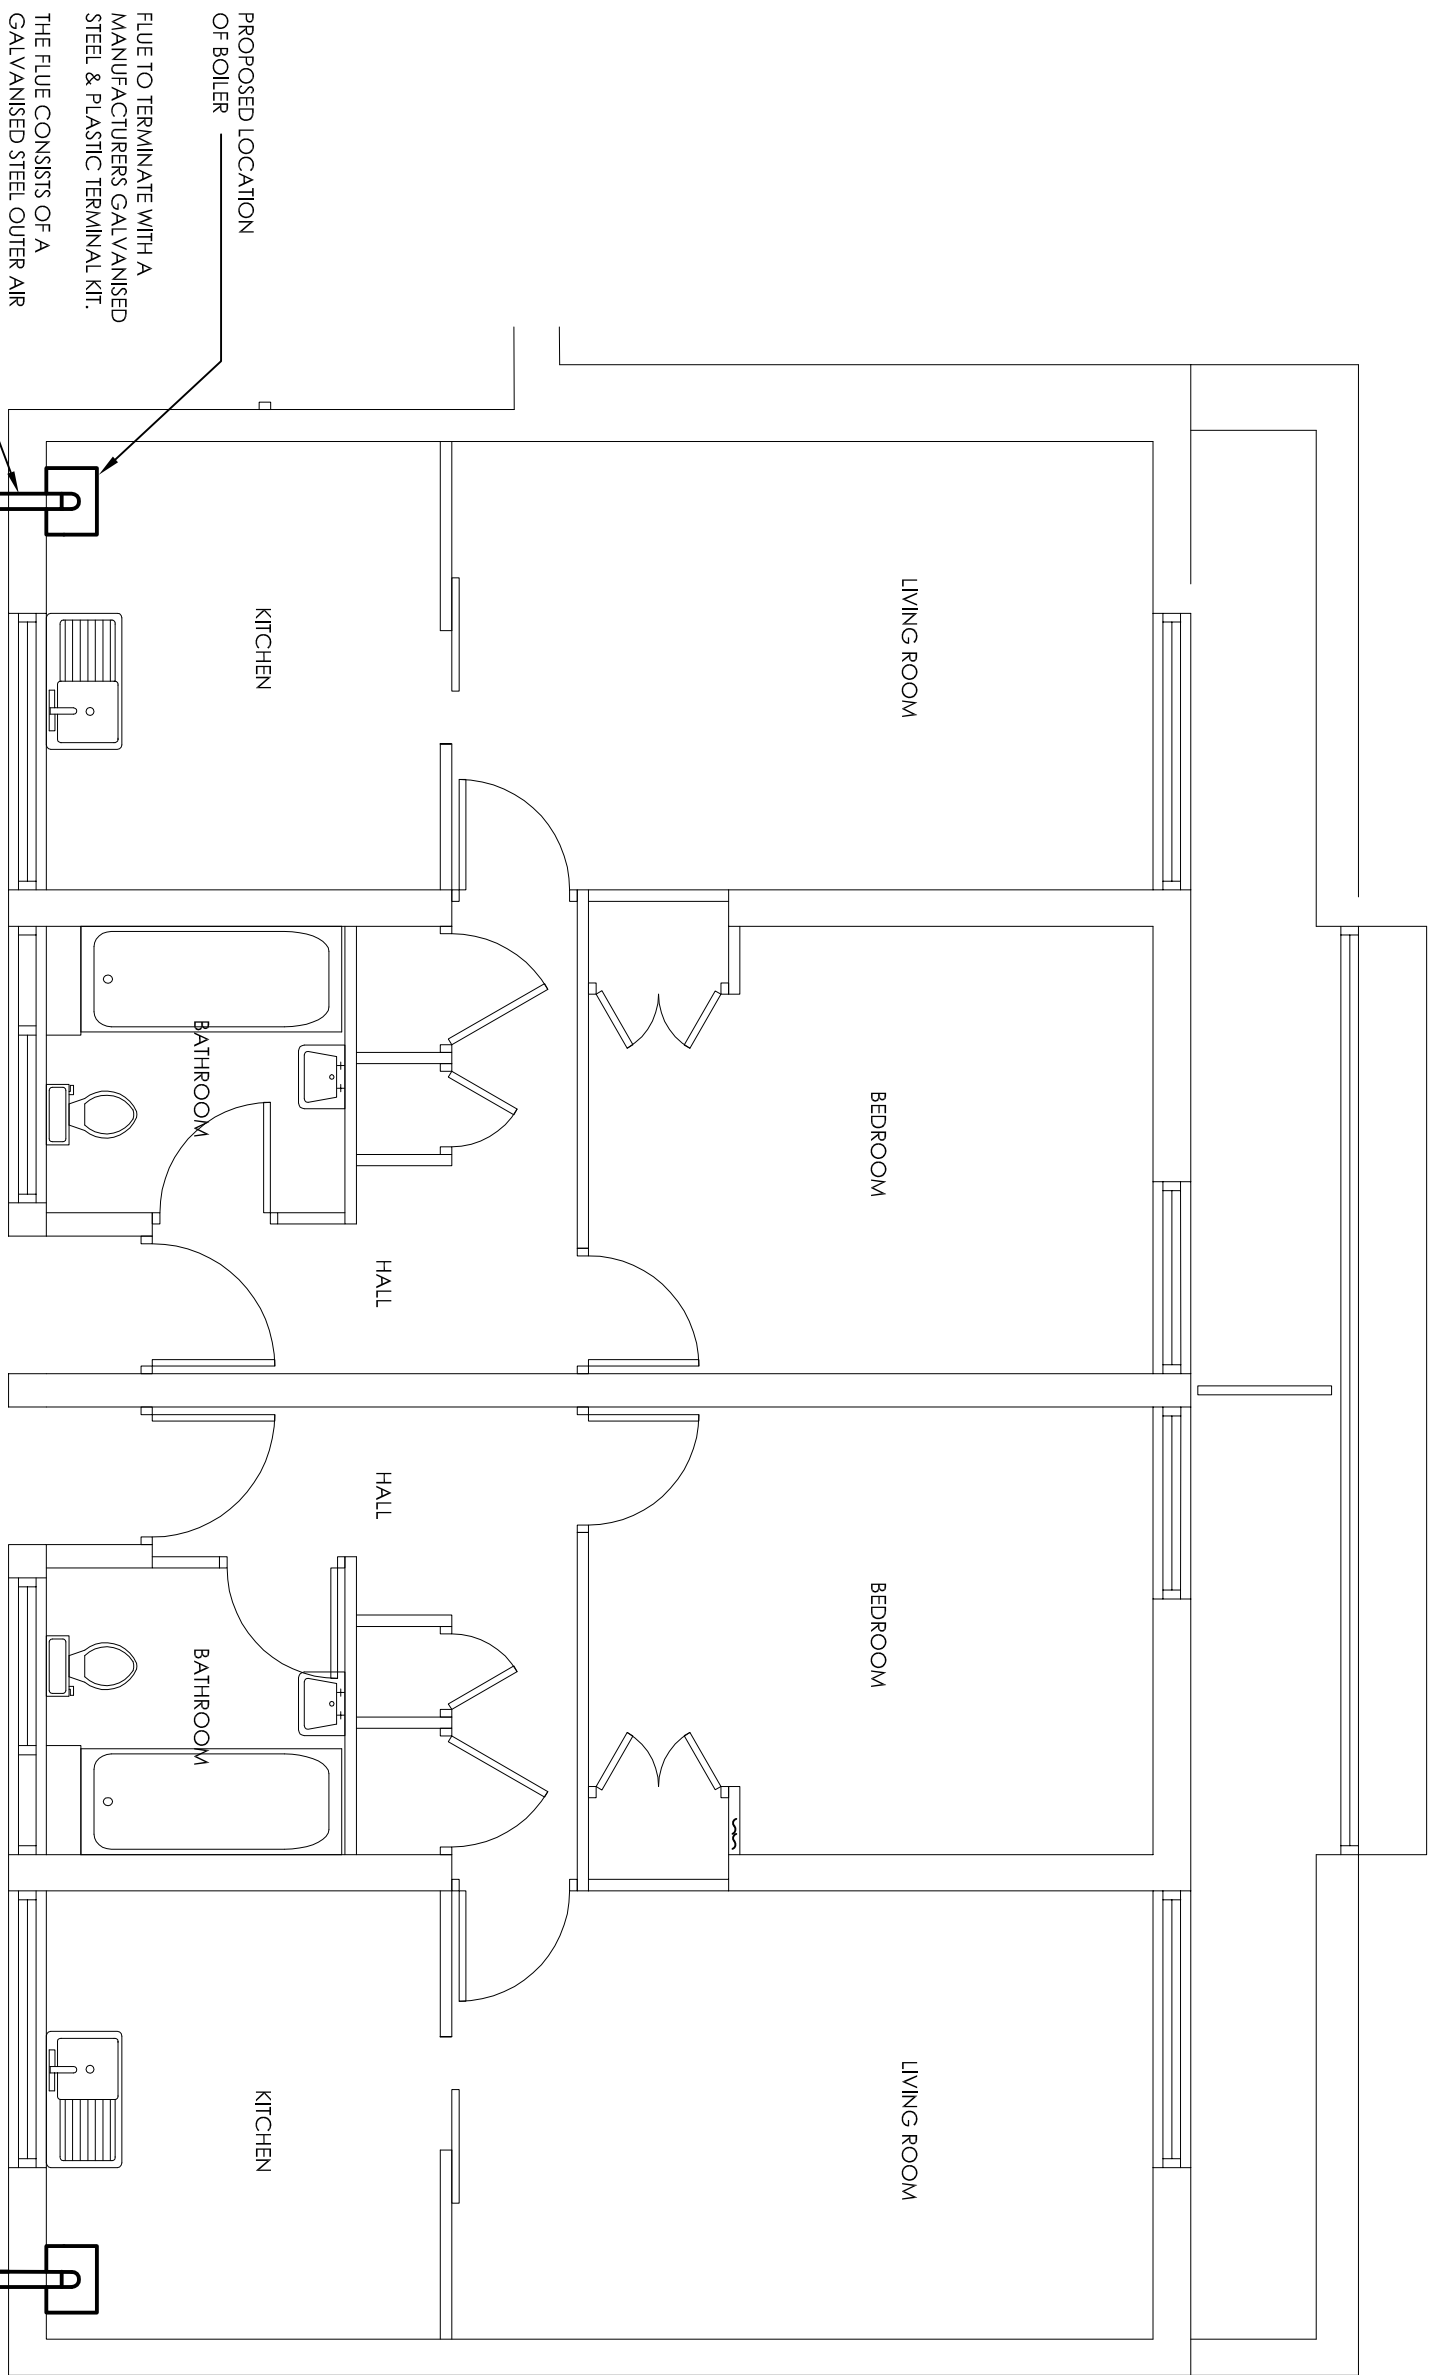 PROPOSED LOCATION
OF BOILER
FLUE TO TERMINATE WITH A
MANUFACTURERS GALVANISED
STEEL & PLASTIC TERMINAL KIT.
THE FLUE CONSISTS OF A
GALVANISED STEEL OUTER AIR
LIVING ROOM
KITCHEN
BEDROOM
BATHROOM
HALL
HALL
BEDROOM
BATHROOM
LIVING ROOM
KITCHEN